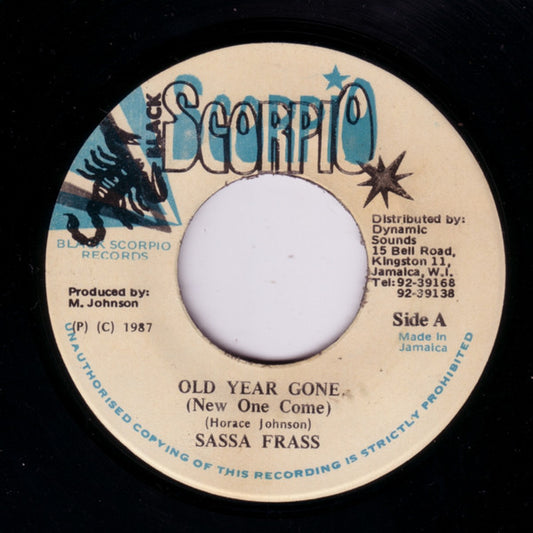 BLACK
SCORPIO
BLACK SCORPIO
RECORDS
Distributed by:
Dynamic
Sounds
15 Bell Road,
Kingston 11,
Jamaica, W.I.
Tel: 92-39168
92-39138
Produced by:
M. Johnson
(P) (C) 1987
Side A
Made in
Jamaica
OLD YEAR GONE
(New One Come)
(Horace Johnson)
SASSA FRASS
UNAUTHORISED COPYING OF THIS RECORDING IS STRICTLY PROHIBITED